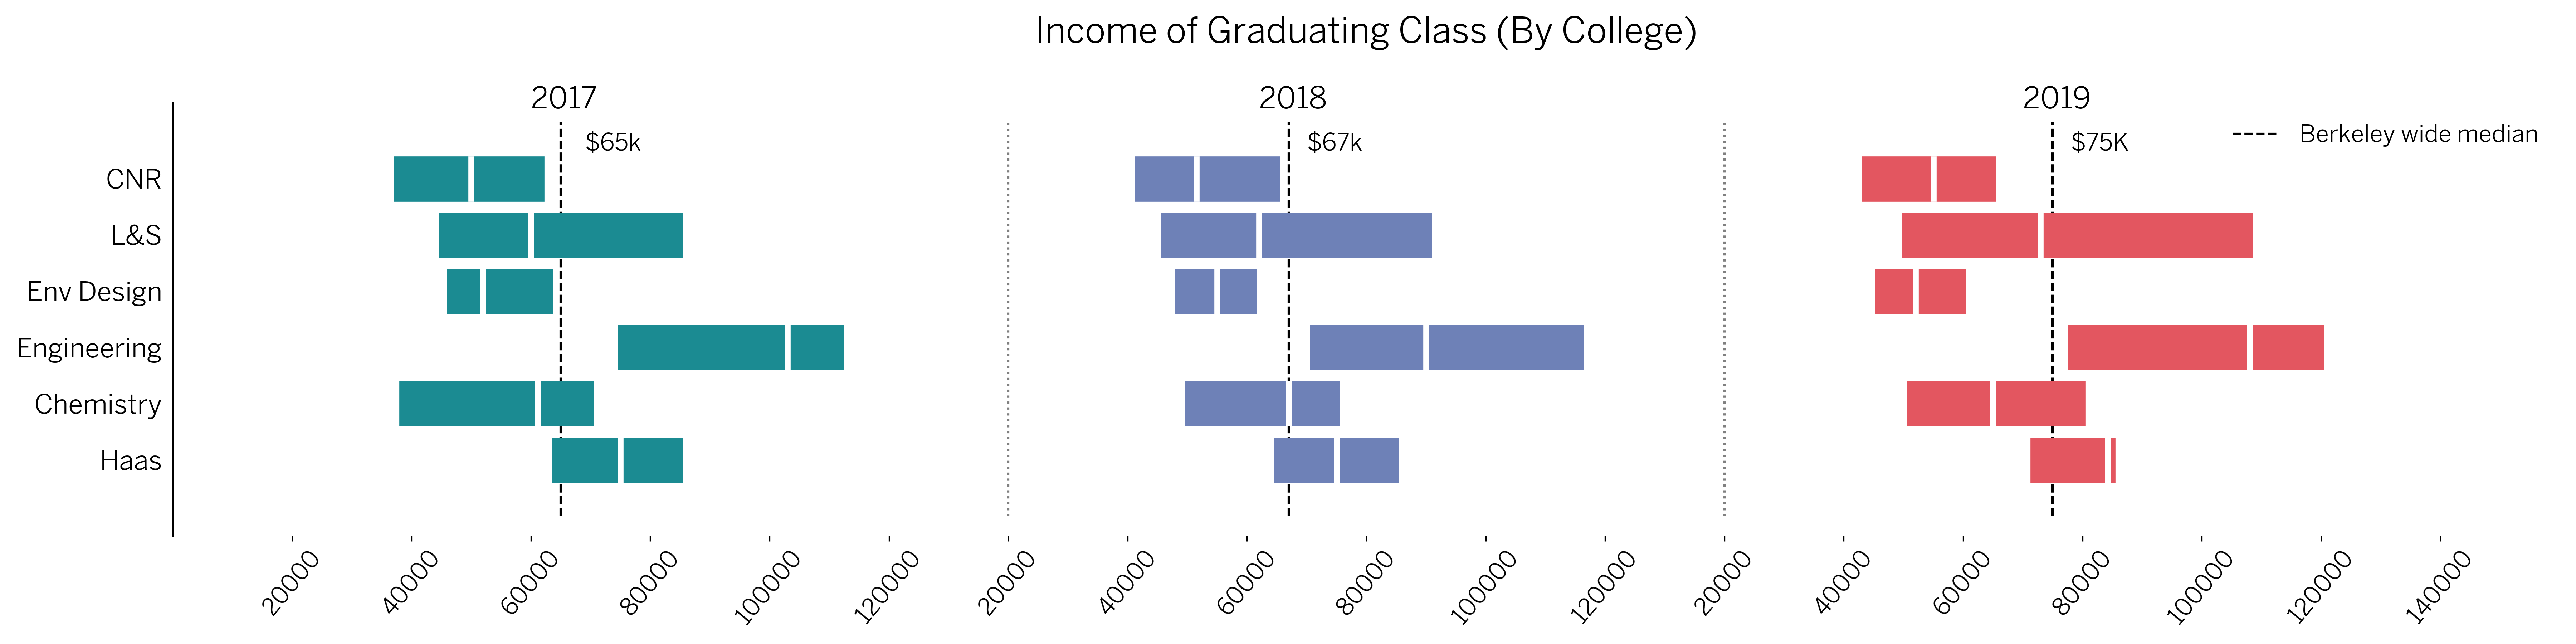 Income of Graduating Class (By College)
2017
2018
2019
$65k
$67k
$75K
Berkeley wide median
CNR
L&S
Env Design
Engineering
Chemistry
Haas
20000
40000
60000
80000
100000
120000
20000
40000
60000
80000
100000
120000
20000
40000
60000
80000
100000
120000
140000